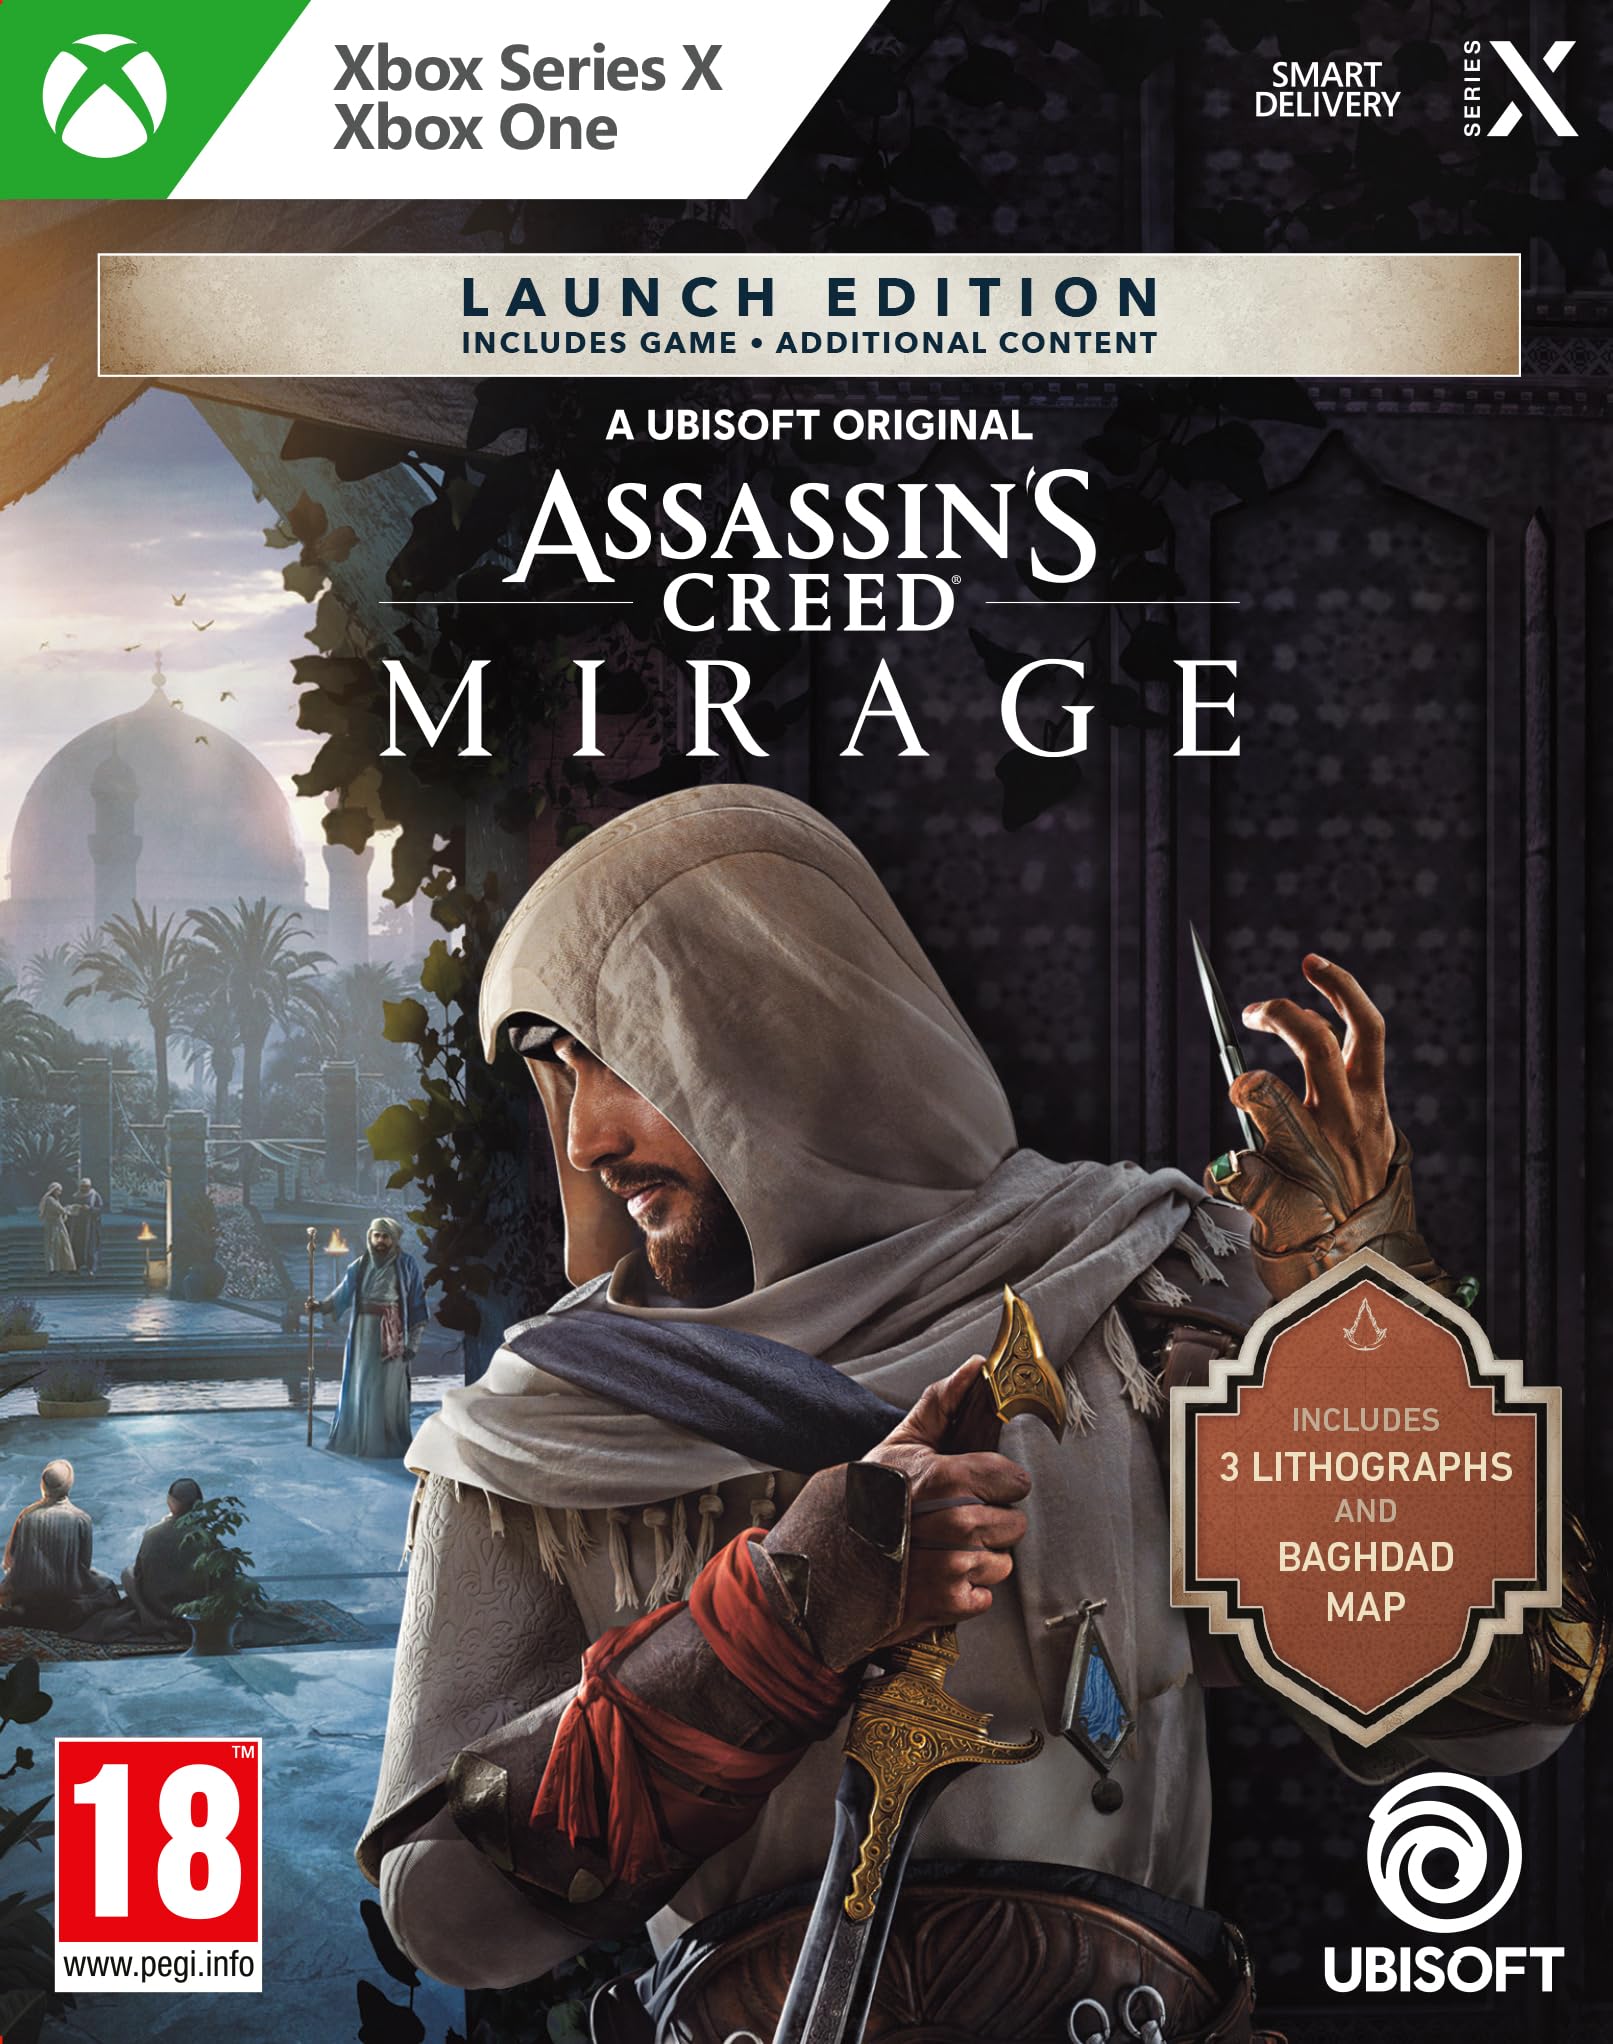 Xbox Series X
Xbox One
SMART
DELIVERY
SERIES X
LAUNCH EDITION
INCLUDES GAME • ADDITIONAL CONTENT
A UBISOFT ORIGINAL
ASSASSIN'S
CREED®
MIRAGE
INCLUDES
3 LITHOGRAPHS
AND
BAGHDAD
MAP
18™
www.pegi.info
UBISOFT